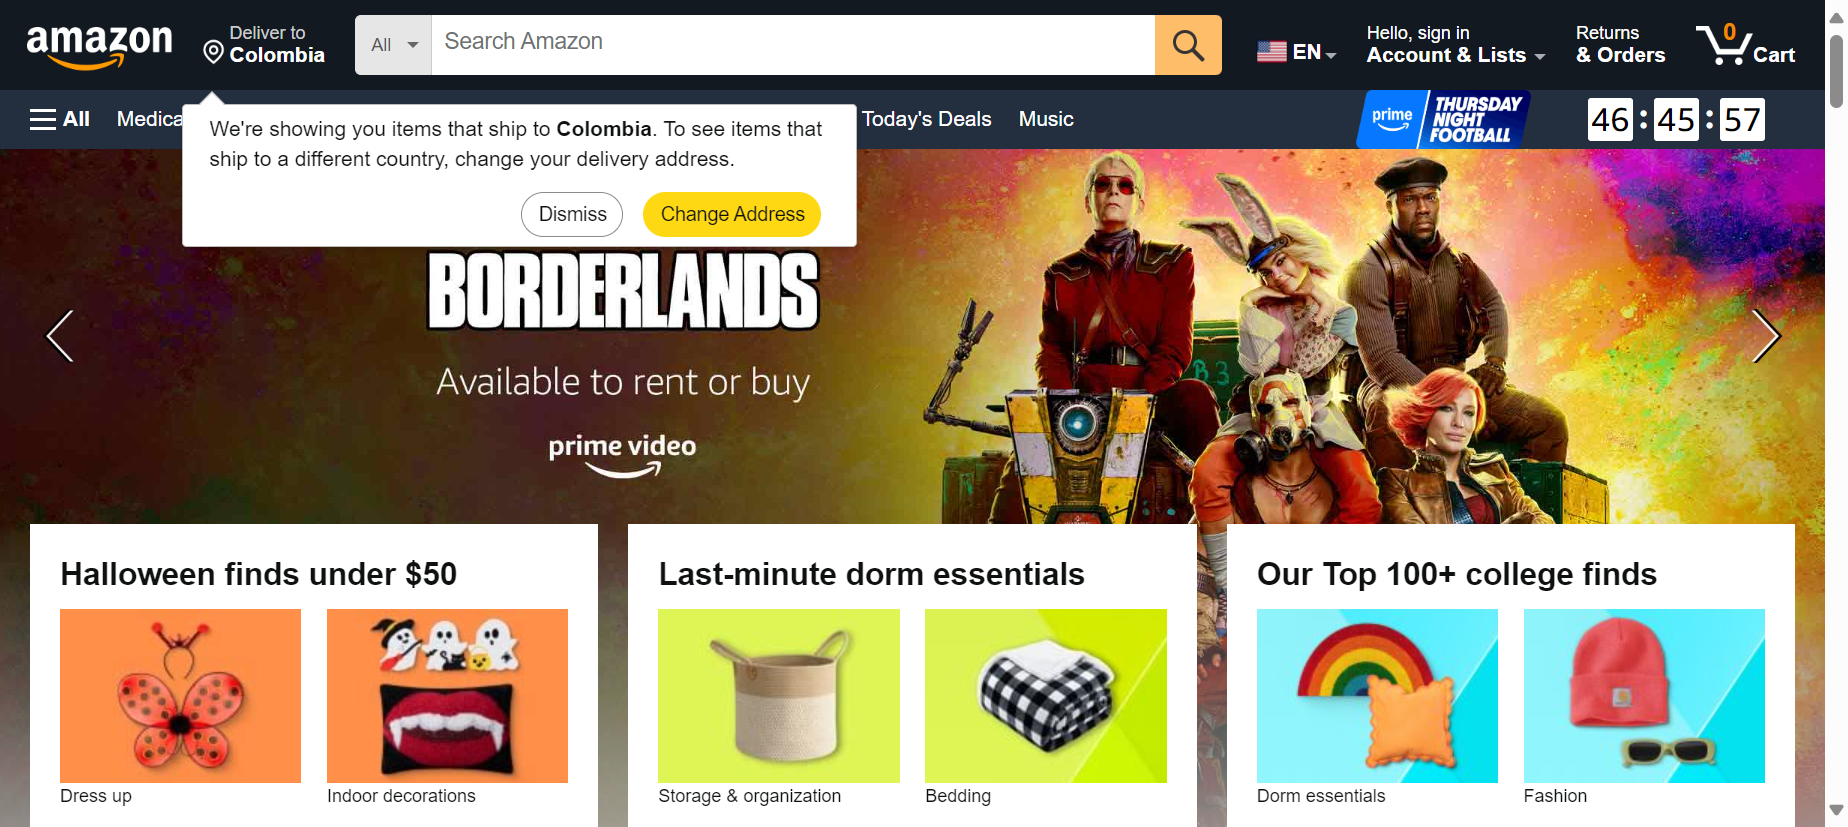 amazon
Deliver to
Colombia
All
Search Amazon
EN
Hello, sign in
Account & Lists
Returns
& Orders
0
Cart
All
Today's Deals
Music
prime
THURSDAY
NIGHT
FOOTBALL
46 : 45 : 57
We're showing you items that ship to Colombia. To see items that
ship to a different country, change your delivery address.
Dismiss
Change Address
BORDERLANDS
Available to rent or buy
prime video
B3
Halloween finds under $50
Dress up
Indoor decorations
Last-minute dorm essentials
Storage & organization
Bedding
Our Top 100+ college finds
Dorm essentials
Fashion